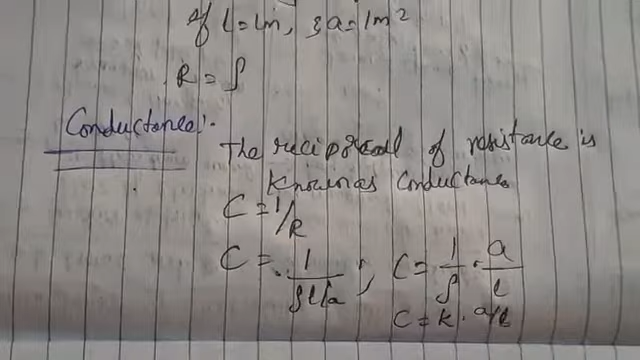 If l=1m, & a=1m²
R = ρ
Conductance:-
The reciprocal of resistance is
Known as Conductance
C = 1/R
C = 1/ρl/a ; C = 1/ρ · a/l
C = K · a/l